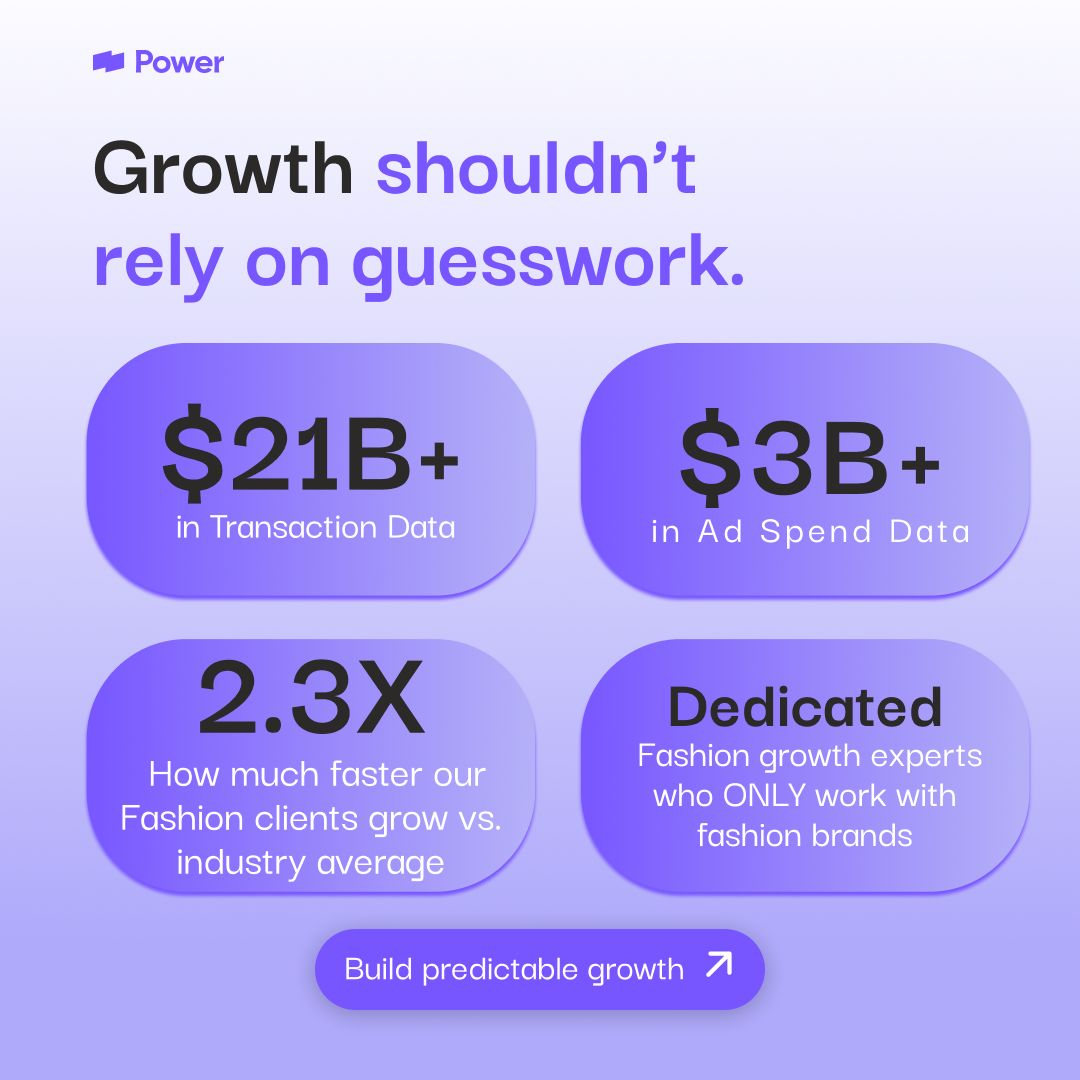 Power
Growth shouldn’t
rely on guesswork.
$21B+
in Transaction Data
$3B+
in Ad Spend Data
2.3X
How much faster our
Fashion clients grow vs.
industry average
Dedicated
Fashion growth experts
who ONLY work with
fashion brands
Build predictable growth